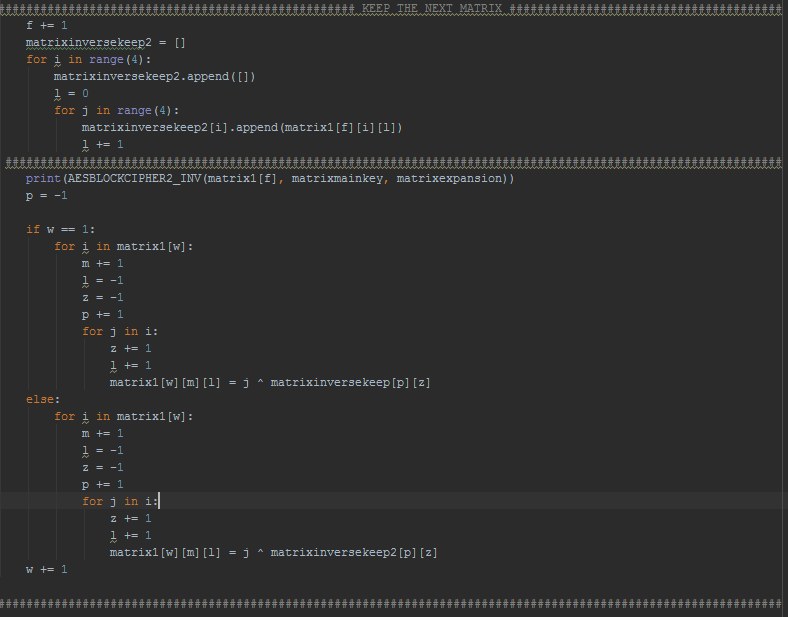 ################################################### KEEP THE NEXT MATRIX #######################################
f += 1
matrixinversekeep2 = []
for i in range(4):
    matrixinversekeep2.append([])
    l = 0
    for j in range(4):
        matrixinversekeep2[i].append(matrix1[f][i][l])
        l += 1
###############################################################################################################
print(AESBLOCKCIPHER2_INV(matrix1[f], matrixmainkey, matrixexpansion))
p = -1
if w == 1:
    for i in matrix1[w]:
        m += 1
        l = -1
        z = -1
        p += 1
        for j in i:
            z += 1
            l += 1
            matrix1[w][m][l] = j ^ matrixinversekeep[p][z]
else:
    for i in matrix1[w]:
        m += 1
        l = -1
        z = -1
        p += 1
        for j in i:
            z += 1
            l += 1
            matrix1[w][m][l] = j ^ matrixinversekeep2[p][z]
w += 1
################################################################################################################